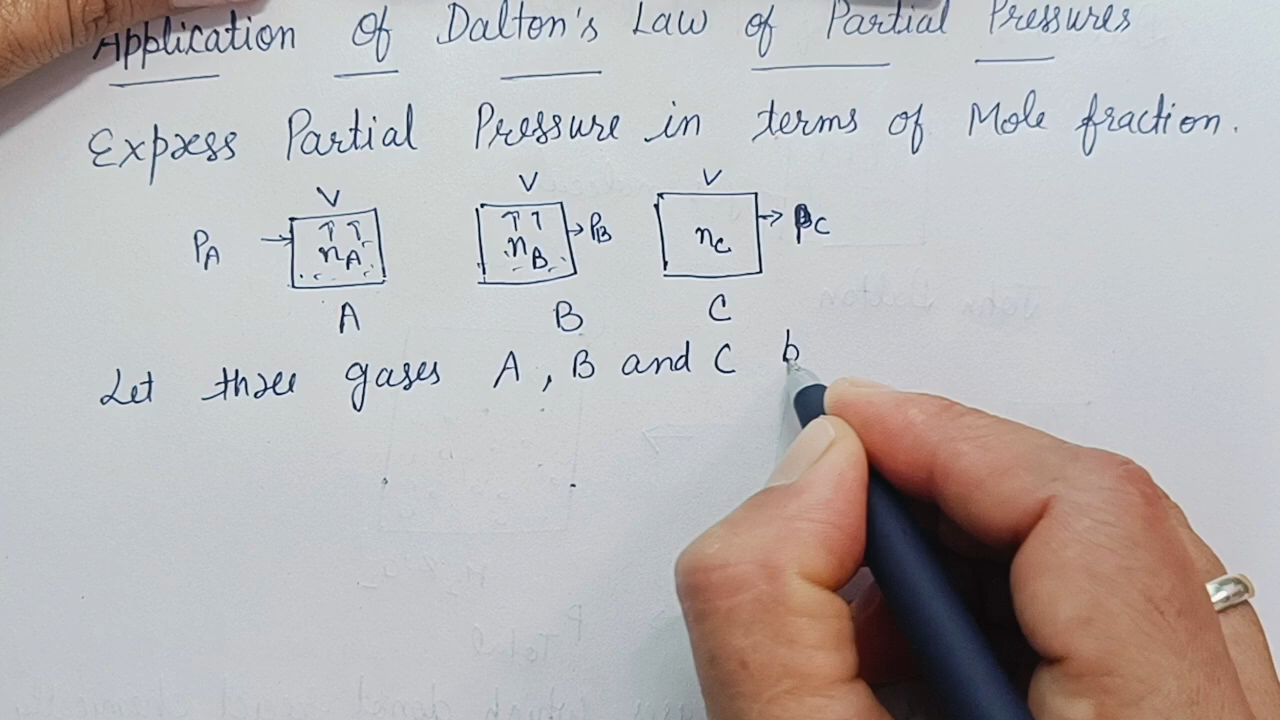 Application Of Dalton's Law of Partial Pressures
Express Partial Pressure in terms of Mole fraction.
V V V
PA nA nB PB nC PC
A B C
Let three gases A, B and C b